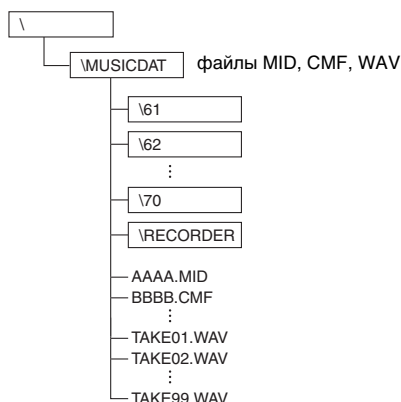 \
\MUSICDAT файлы MID, CMF, WAV
\61
\62
⋮
\70
\RECORDER
AAAA.MID
BBBB.CMF
⋮
TAKE01.WAV
TAKE02.WAV
⋮
TAKE99.WAV